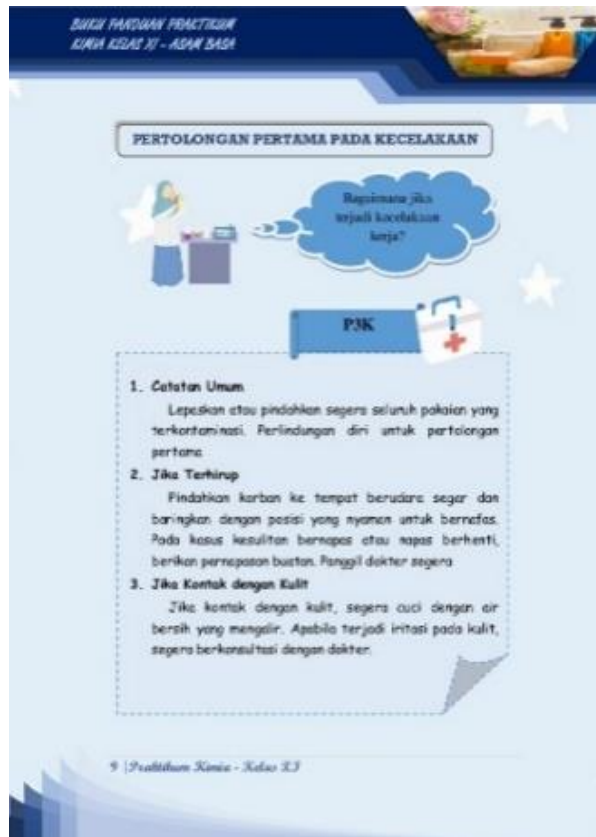 BUKU PANDUAN PRAKTIKUM
KIMIA KELAS XI - ASAM BASA
PERTOLONGAN PERTAMA PADA KECELAKAAN
Bagaimana jika
terjadi kecelakaan
kerja?
P3K
1. Catatan Umum
Lepaskan atau pindahkan segera seluruh pakaian yang
terkontaminasi. Perlindungan diri untuk pertolongan
pertama
2. Jika Terhirup
Pindahkan korban ke tempat berudara segar dan
baringkan dengan posisi yang nyaman untuk bernafas.
Pada kasus kesulitan bernapas atau napas berhenti,
berikan pernapasan buatan. Panggil dokter segera
3. Jika Kontak dengan Kulit
Jika kontak dengan kulit, segera cuci dengan air
bersih yang mengalir. Apabila terjadi iritasi pada kulit,
segera berkonsultasi dengan dokter.
9 |Praktikum Kimia - Kelas XI